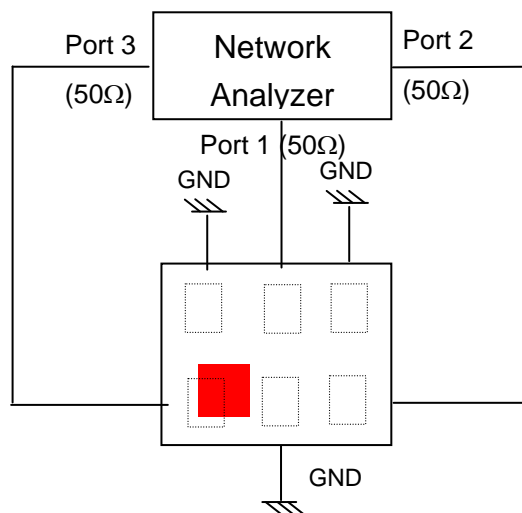 Port 3
Network
Analyzer
Port 2
(50Ω)
(50Ω)
Port 1 (50Ω)
GND
GND
GND